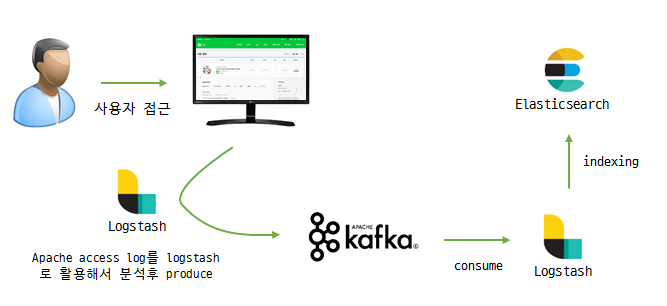 사용자 접근
Elasticsearch
indexing
Logstash
Apache access log를 logstash
로 활용해서 분석후 produce
APACHE
kafka®
consume
Logstash